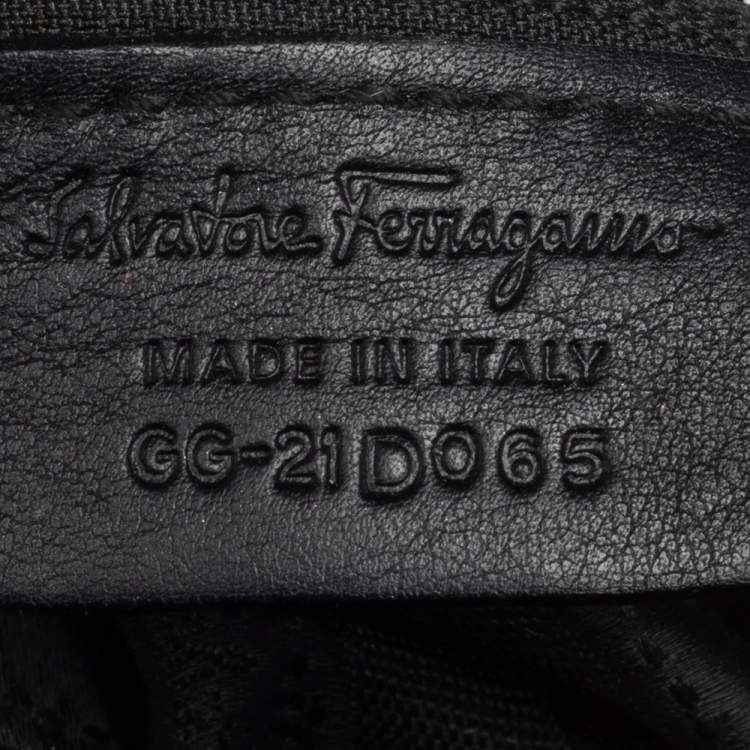 Salvatore Ferragamo
MADE IN ITALY
GG-21D065